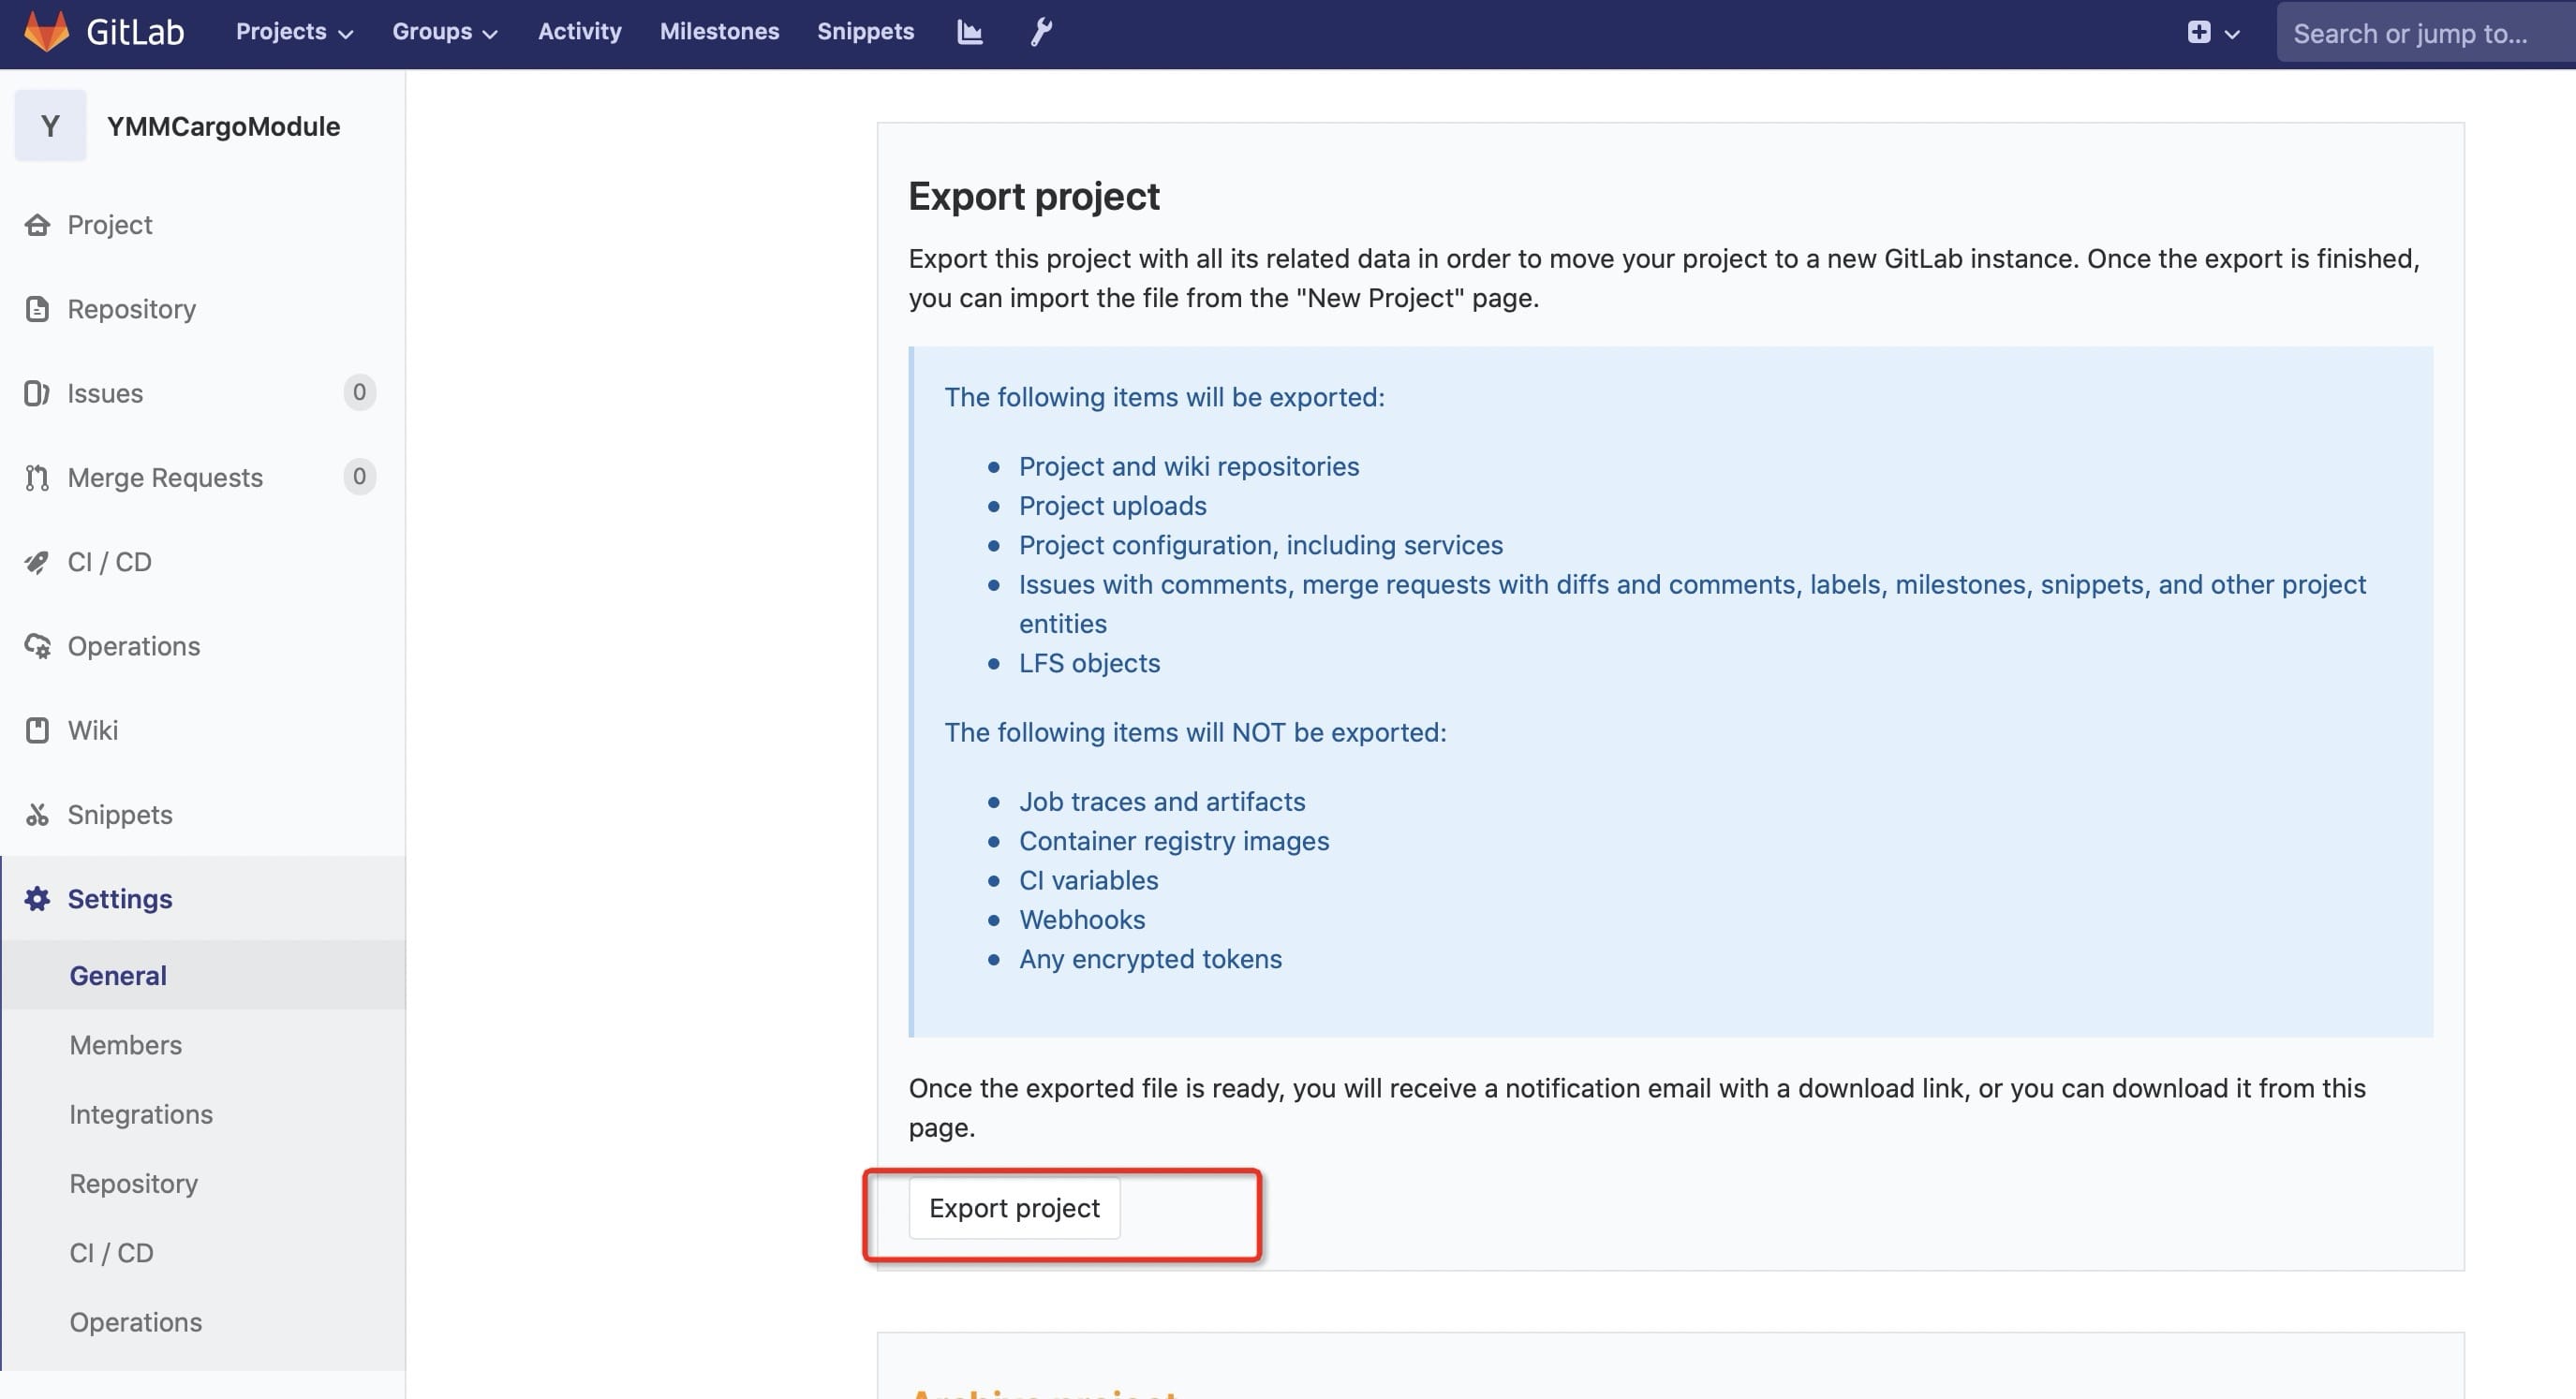 GitLab Projects Groups Activity Milestones Snippets Search or jump to...
Y YMMCargoModule
Project
Repository
Issues 0
Merge Requests 0
CI / CD
Operations
Wiki
Snippets
Settings
General
Members
Integrations
Repository
CI / CD
Operations
Export project
Export this project with all its related data in order to move your project to a new GitLab instance. Once the export is finished,
you can import the file from the "New Project" page.
The following items will be exported:
Project and wiki repositories
Project uploads
Project configuration, including services
Issues with comments, merge requests with diffs and comments, labels, milestones, snippets, and other project
entities
LFS objects
The following items will NOT be exported:
Job traces and artifacts
Container registry images
CI variables
Webhooks
Any encrypted tokens
Once the exported file is ready, you will receive a notification email with a download link, or you can download it from this
page.
Export project
Archive project